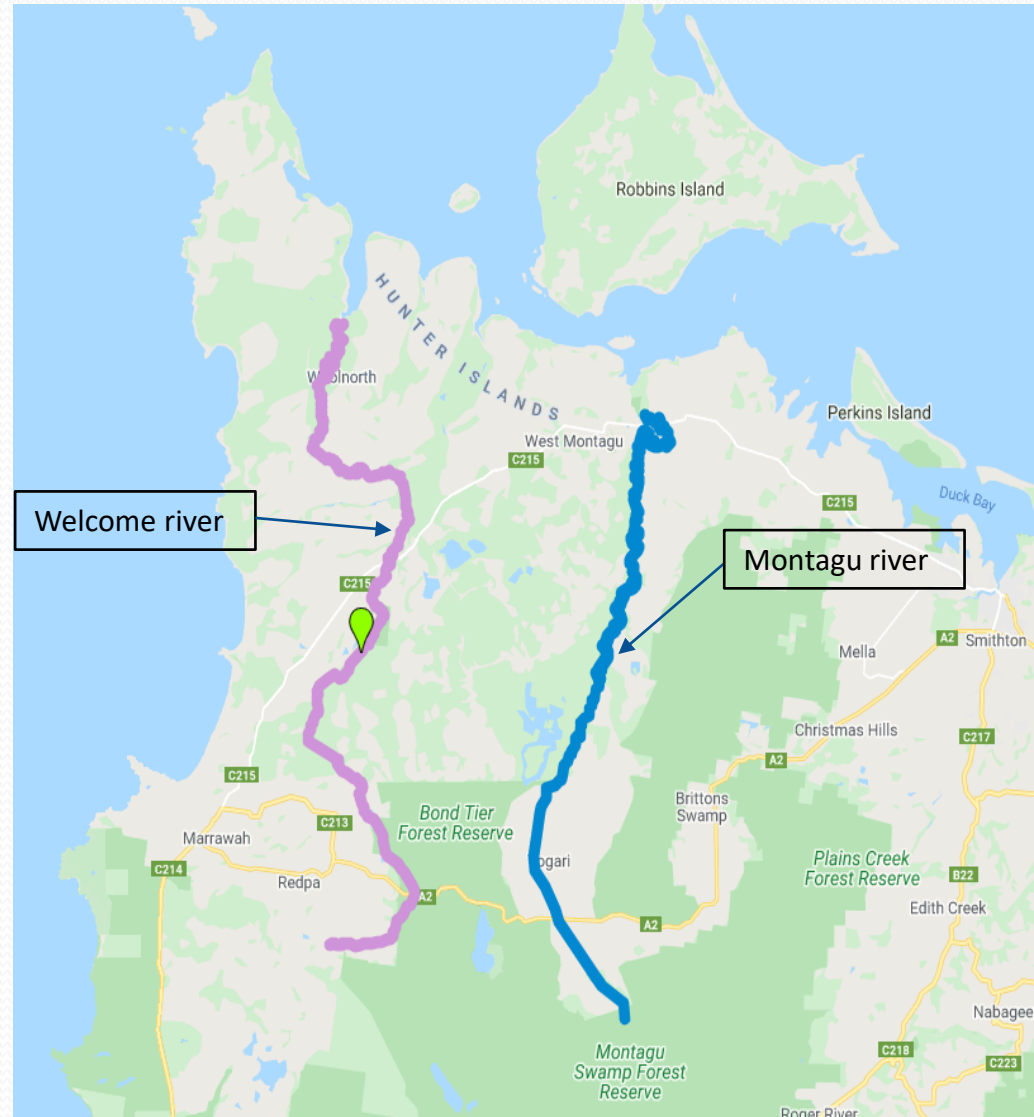 Robbins Island
HUNTER ISLANDS
Woolnorth
Perkins Island
West Montagu
C215
C215
Duck Bay
Welcome river
Montagu river
C215
A2
Smithton
Mella
Christmas Hills
C217
A2
C215
Brittons
Swamp
Bond Tier
Forest Reserve
C213
Marrawah
ogari
Plains Creek
Forest Reserve
C214
Redpa
B22
A2
Edith Creek
A2
Nabagee
Montagu
Swamp Forest
Reserve
C218
C223
Roger River